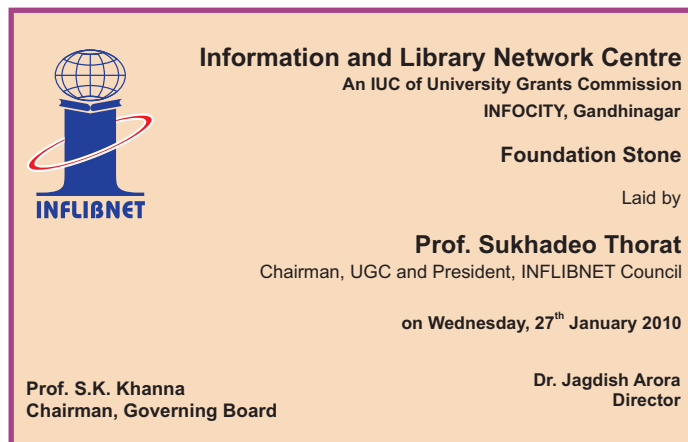 Information and Library Network Centre
An IUC of University Grants Commission
INFOCITY, Gandhinagar
INFLIBNET
Foundation Stone
Laid by
Prof. Sukhadeo Thorat
Chairman, UGC and President, INFLIBNET Council
on Wednesday, 27th January 2010
Prof. S.K. Khanna
Chairman, Governing Board
Dr. Jagdish Arora
Director